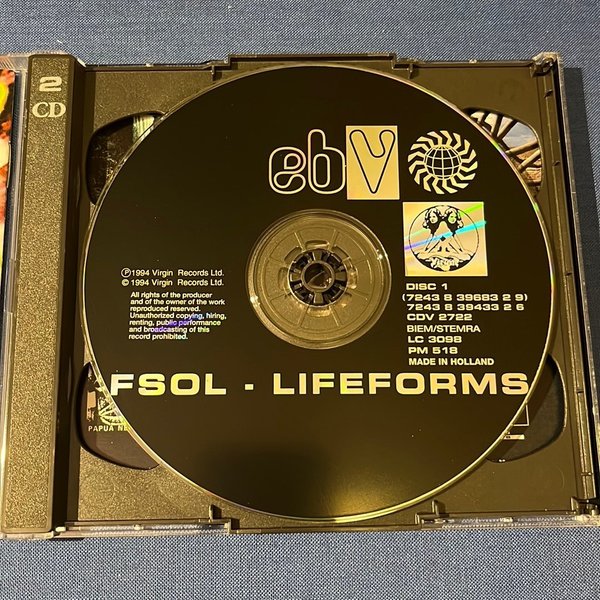 2
CD
ebV
℗ 1994 Virgin Records Ltd.
© 1994 Virgin Records Ltd.
All rights of the producer
and of the owner of the work
reproduced reserved.
Unauthorized copying, hiring,
renting, public performance
and broadcasting of this
record prohibited.
DISC 1
(7243 8 39683 2 9)
7243 8 39433 2 6
CDV 2722
BIEM/STEMRA
LC 3098
PM 518
MADE IN HOLLAND
FSOL - LIFEFORMS
PAPUA NE